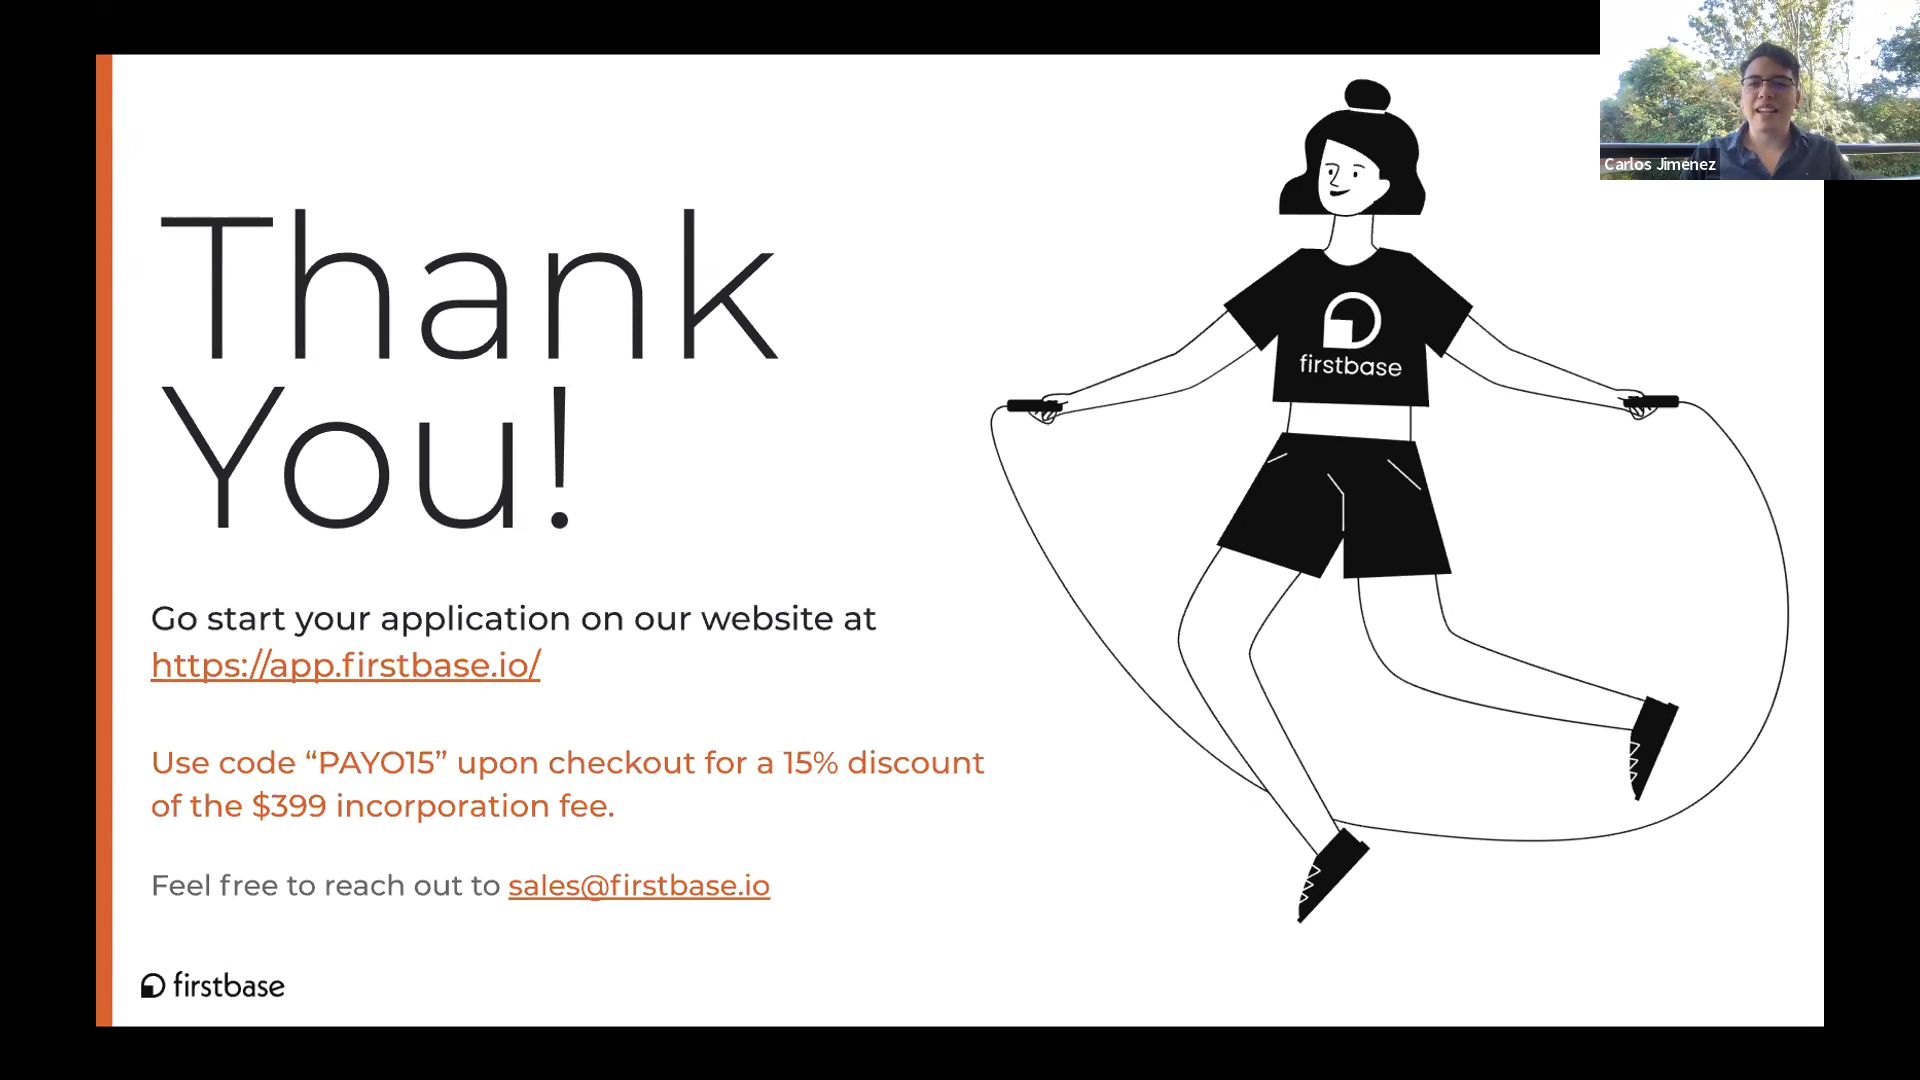 Carlos Jimenez
Thank
You!
firstbase
Go start your application on our website at
https://app.firstbase.io/
Use code “PAYO15” upon checkout for a 15% discount
of the $399 incorporation fee.
Feel free to reach out to sales@firstbase.io
firstbase